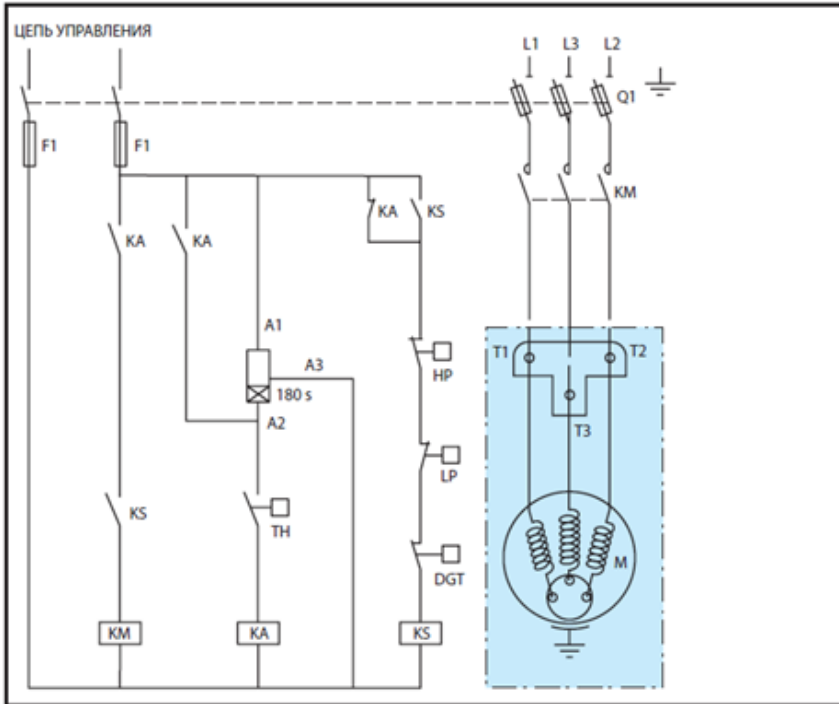 ЦЕПЬ УПРАВЛЕНИЯ
L1 L3 L2
Q1
F1 F1
KM
KA KS
KA KA
A1
T1 T2
A3
HP
180 s
A2
T3
LP
KS
TH
DGT
M
KM KA KS